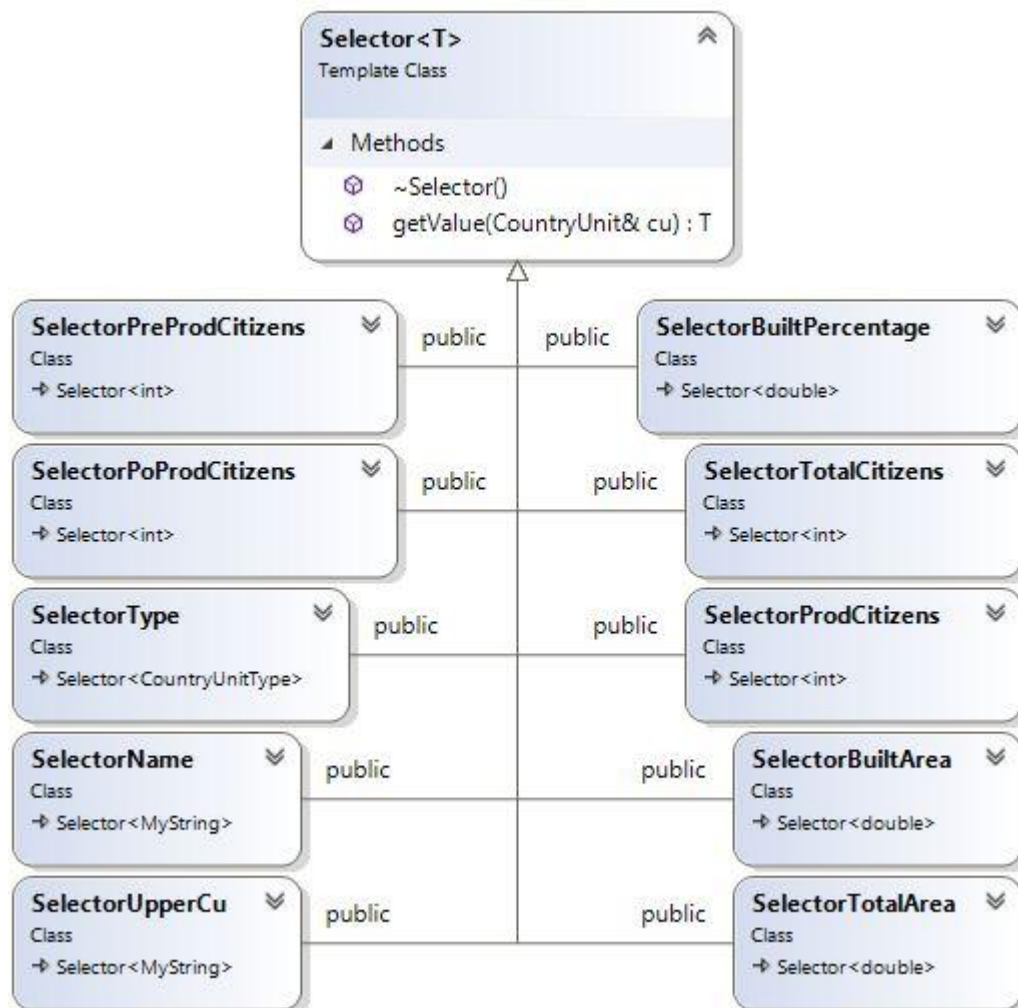 Selector<T>
Template Class
Methods
~Selector()
getValue(CountryUnit& cu) : T
SelectorPreProdCitizens
Class
Selector<int>
public
public
SelectorBuiltPercentage
Class
Selector<double>
SelectorPoProdCitizens
Class
Selector<int>
public
public
SelectorTotalCitizens
Class
Selector<int>
SelectorType
Class
Selector<CountryUnitType>
public
public
SelectorProdCitizens
Class
Selector<int>
SelectorName
Class
Selector<MyString>
public
public
SelectorBuiltArea
Class
Selector<double>
SelectorUpperCu
Class
Selector<MyString>
public
public
SelectorTotalArea
Class
Selector<double>